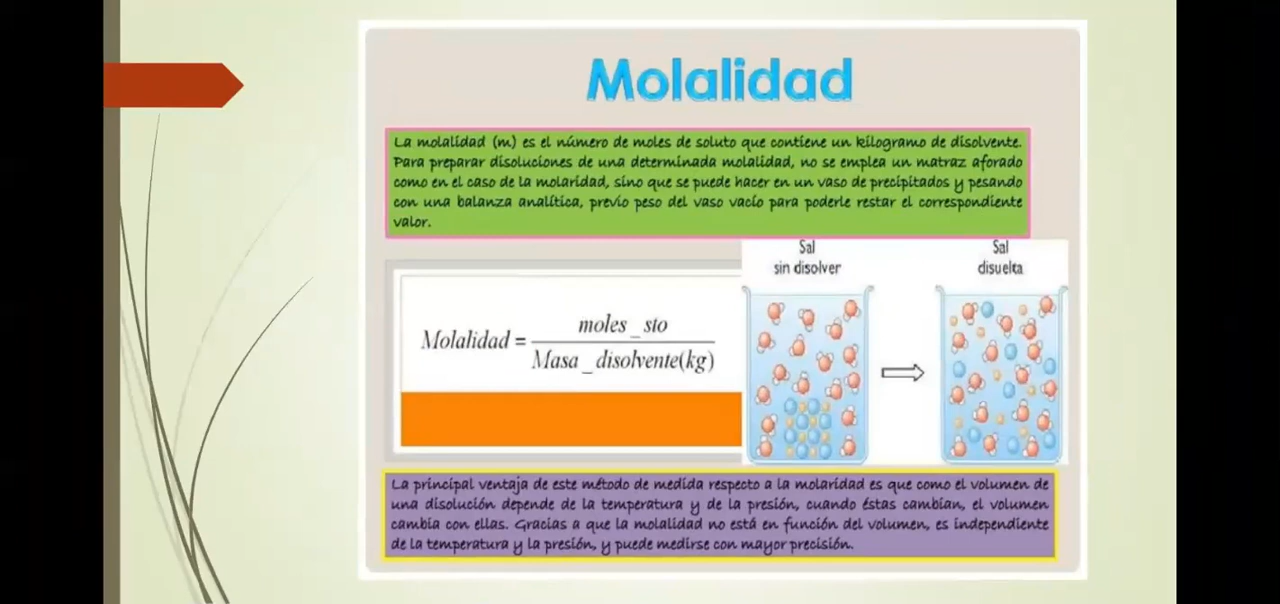 Molalidad
La molalidad (m) es el número de moles de soluto que contiene un kilogramo de disolvente.
Para preparar disoluciones de una determinada molalidad, no se emplea un matraz aforado
como en el caso de la molaridad, sino que se puede hacer en un vaso de precipitados y pesando
con una balanza analítica, previo peso del vaso vacío para poderle restar el correspondiente
valor.
Sal
sin disolver
Sal
disuelta
Molalidad = moles_sto
Masa_disolvente(kg)
La principal ventaja de este método de medida respecto a la molaridad es que como el volumen de
una disolución depende de la temperatura y de la presión, cuando éstas cambian, el volumen
cambia con ellas. Gracias a que la molalidad no está en función del volumen, es independiente
de la temperatura y la presión, y puede medirse con mayor precisión.